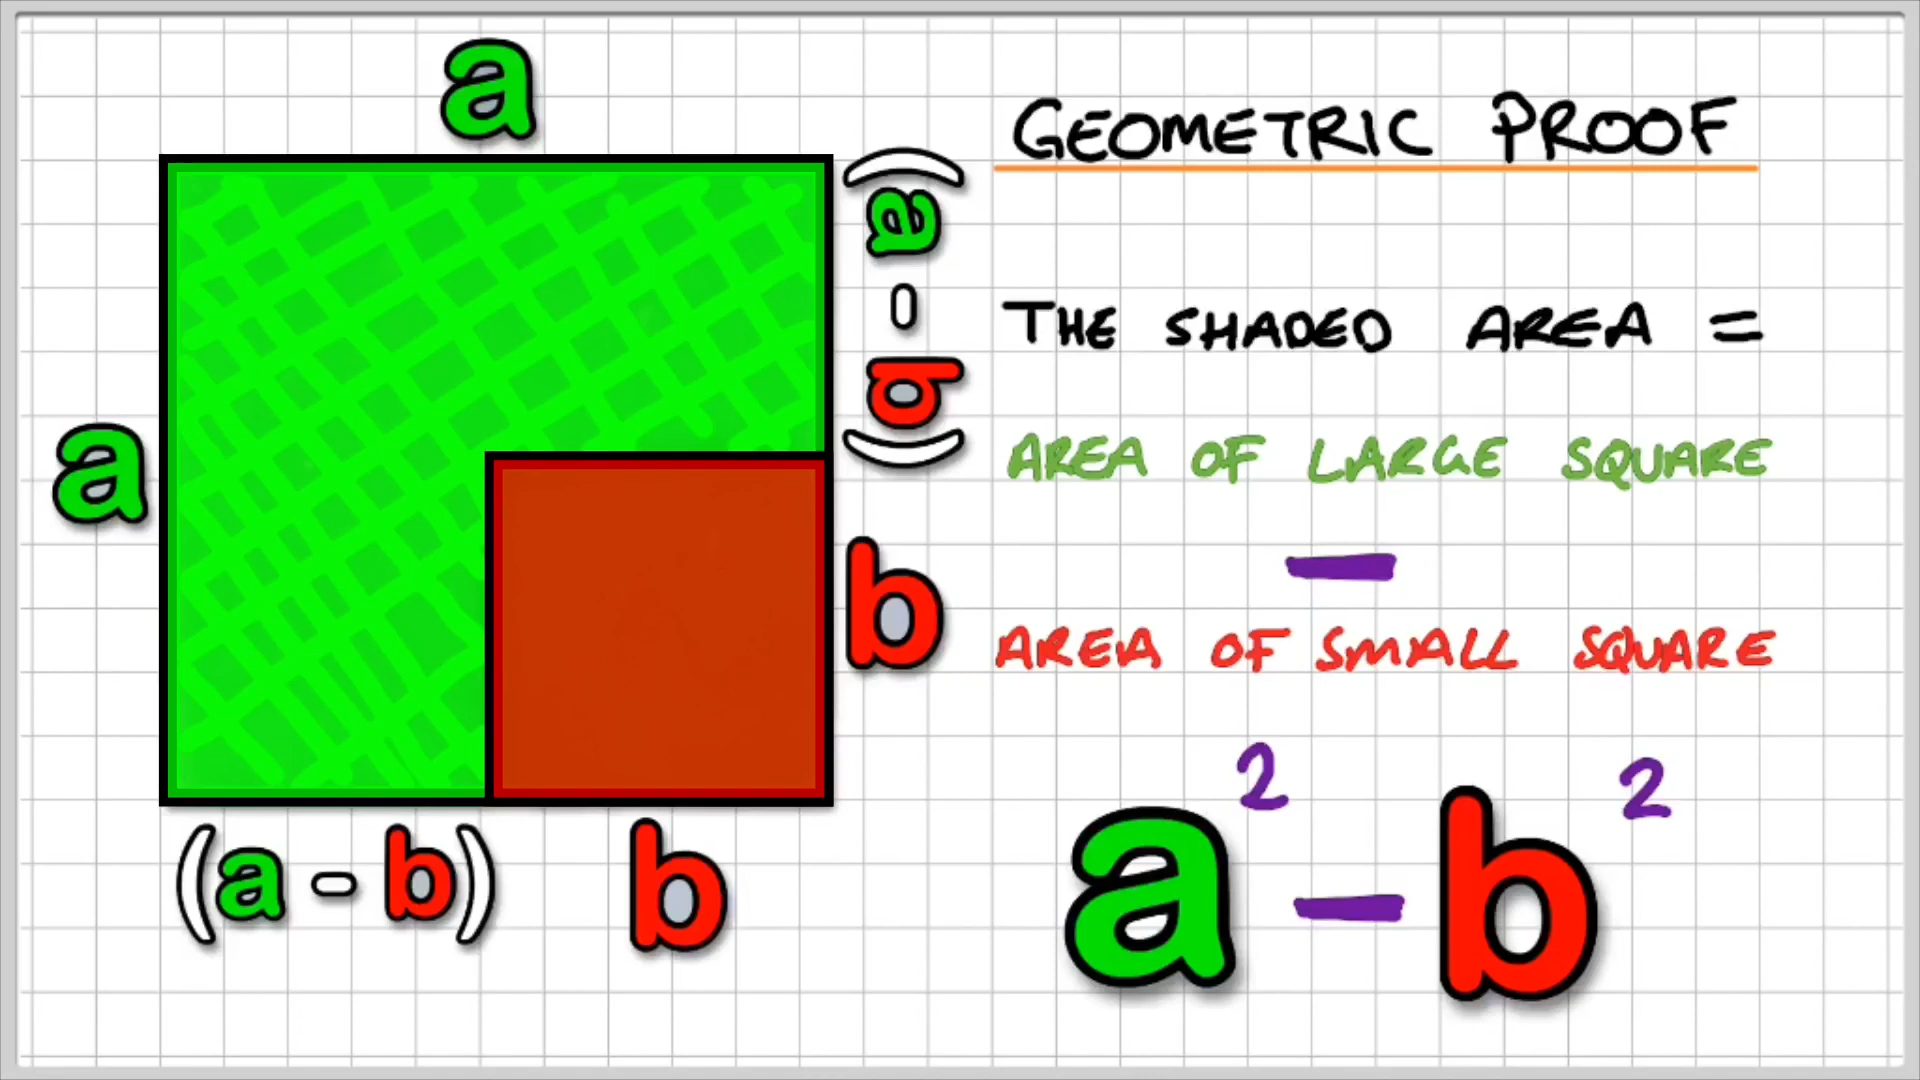 a
GEOMETRIC PROOF
(a - b)
THE SHADED AREA =
a
AREA OF LARGE SQUARE
-
b
AREA OF SMALL SQUARE
(a - b) b
a² - b²